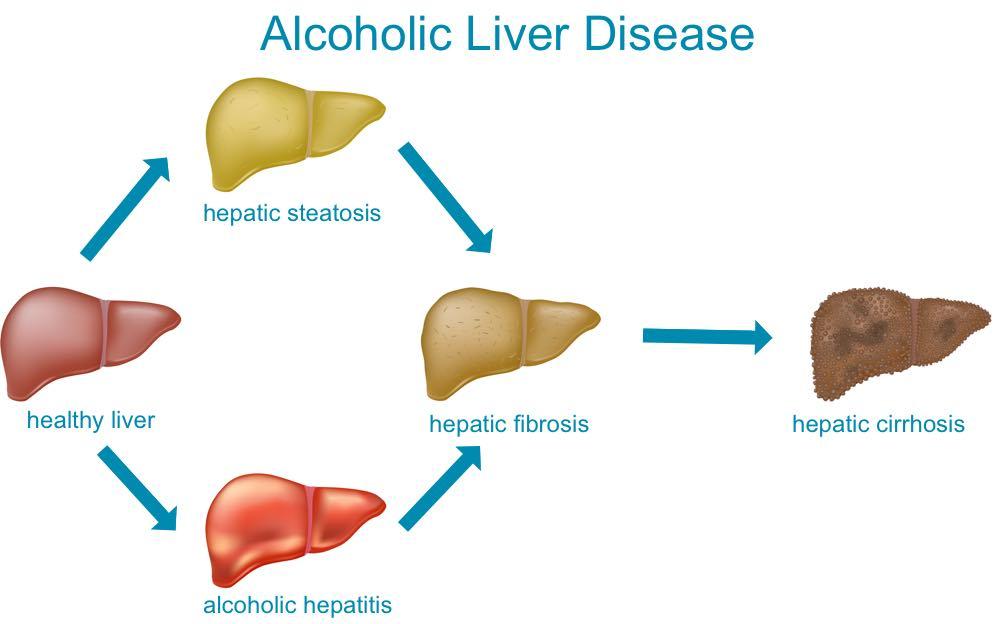 Alcoholic Liver Disease
hepatic steatosis
healthy liver
hepatic fibrosis
hepatic cirrhosis
alcoholic hepatitis